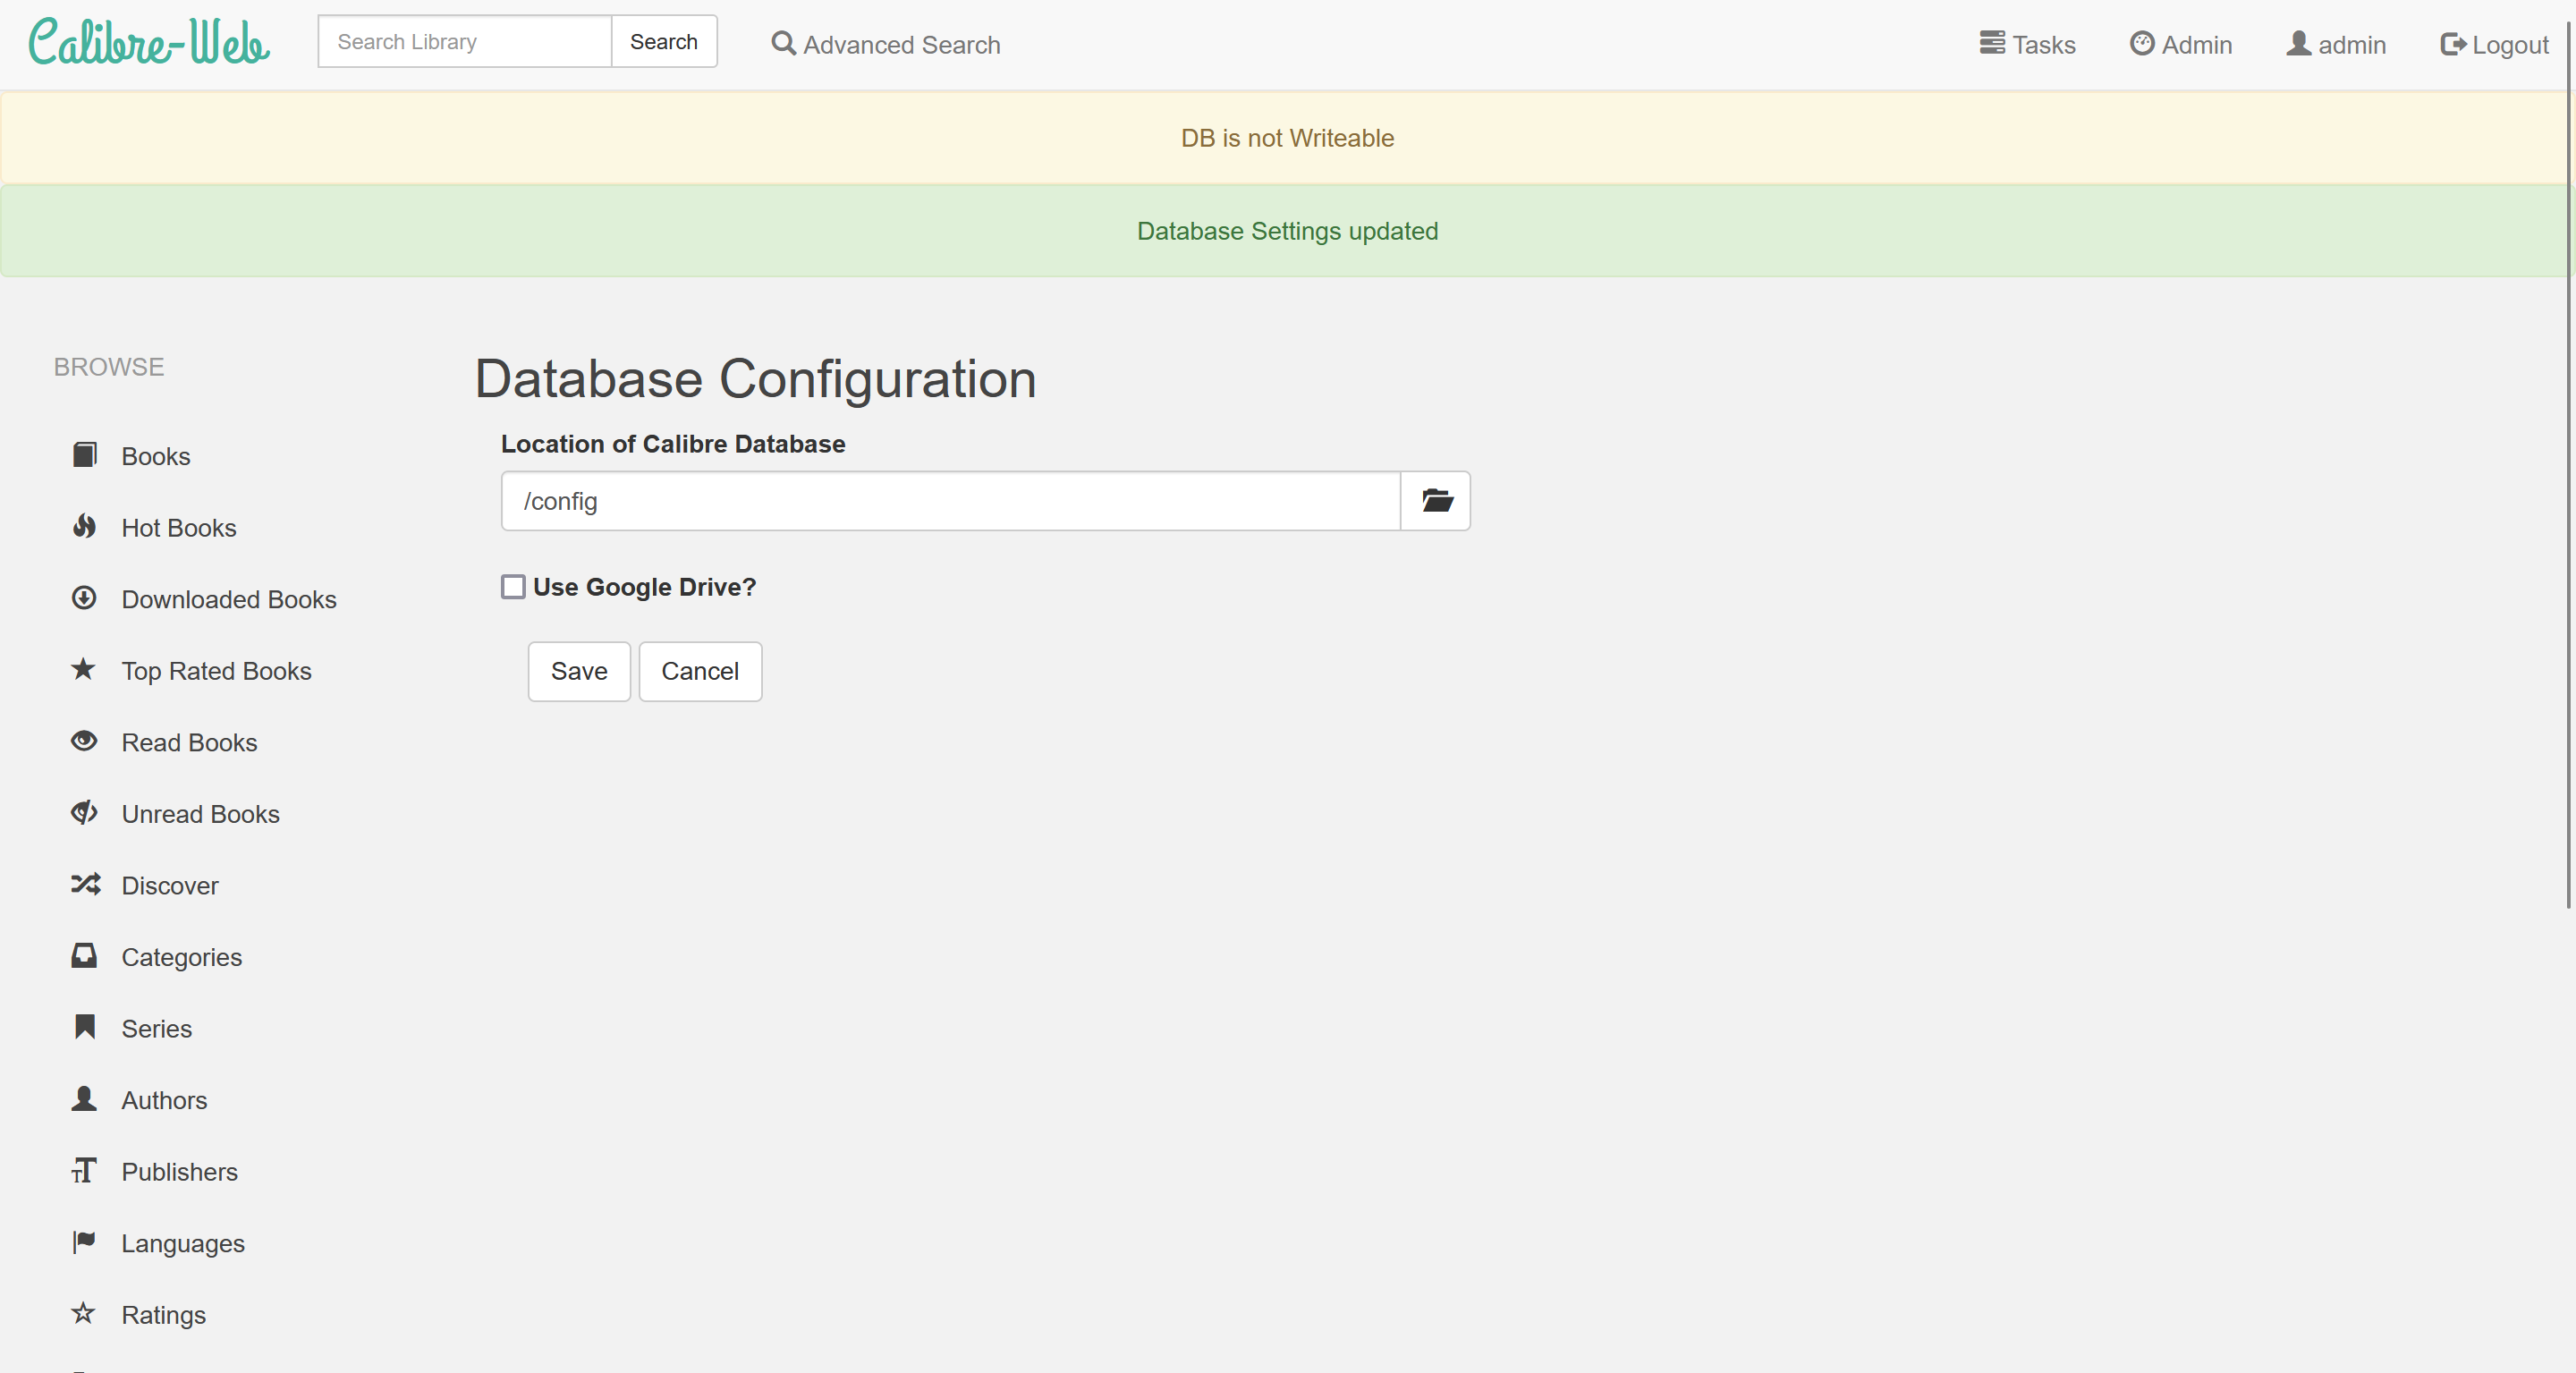 Calibre-Web
Search Library
Search
Advanced Search
Tasks
Admin
admin
Logout
DB is not Writeable
Database Settings updated
BROWSE
Books
Hot Books
Downloaded Books
Top Rated Books
Read Books
Unread Books
Discover
Categories
Series
Authors
Publishers
Languages
Ratings
Database Configuration
Location of Calibre Database
/config
Use Google Drive?
Save
Cancel